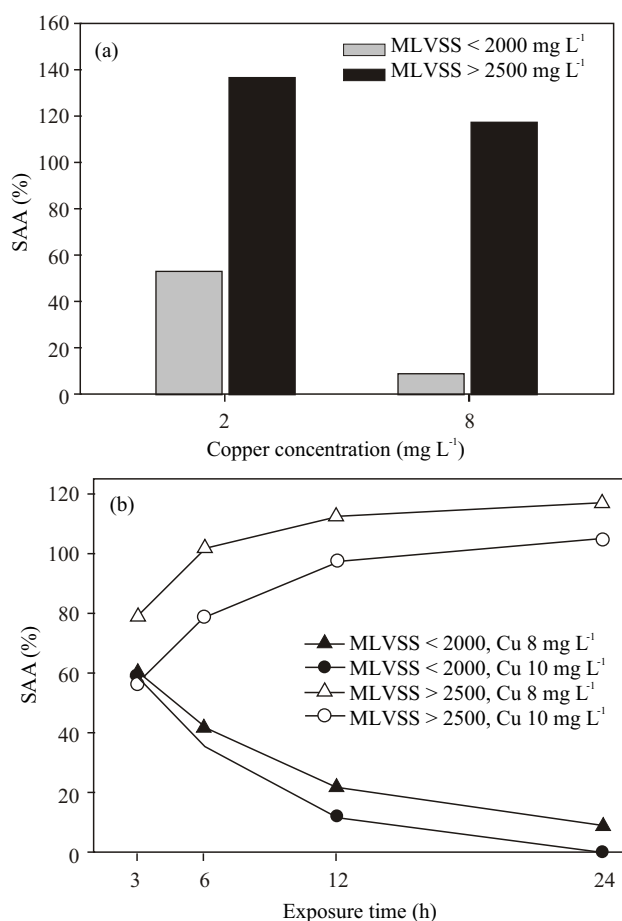 (a)
MLVSS < 2000 mg L⁻¹
MLVSS > 2500 mg L⁻¹
160
140
120
100
80
60
40
20
0
SAA (%)
2 8
Copper concentration (mg L⁻¹)
(b)
120
100
80
60
40
20
0
SAA (%)
MLVSS < 2000, Cu 8 mg L⁻¹
MLVSS < 2000, Cu 10 mg L⁻¹
MLVSS > 2500, Cu 8 mg L⁻¹
MLVSS > 2500, Cu 10 mg L⁻¹
3 6 12 24
Exposure time (h)